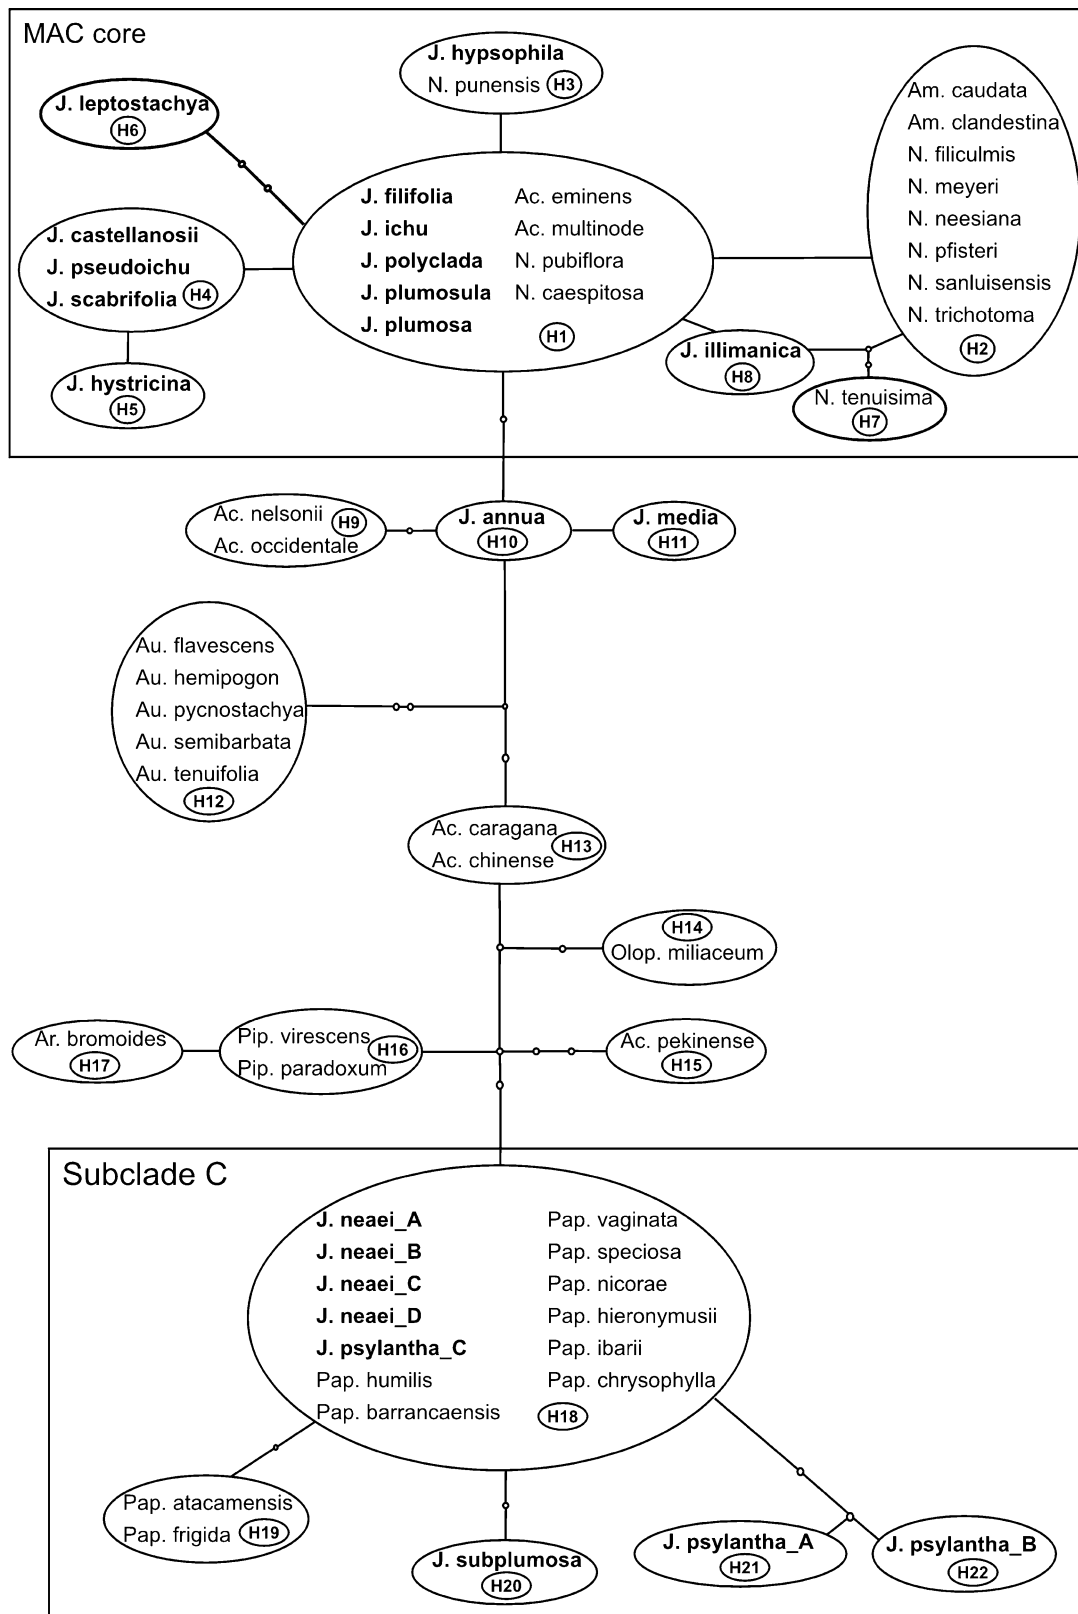 MAC core
J. hypsophila
N. punensis H3
J. leptostachya
H6
Am. caudata
Am. clandestina
N. filiculmis
N. meyeri
N. neesiana
N. pfisteri
N. sanluisensis
N. trichotoma
H2
J. filifolia Ac. eminens
J. ichu Ac. multinode
J. polyclada N. pubiflora
J. plumosula N. caespitosa
J. plumosa H1
J. castellanosii
J. pseudoichu
J. scabrifolia H4
J. hystricina
H5
J. illimanica
H8
N. tenuisima
H7
Ac. nelsonii H9
Ac. occidentale
J. annua
H10
J. media
H11
Au. flavescens
Au. hemipogon
Au. pycnostachya
Au. semibarbata
Au. tenuifolia
H12
Ac. caragana H13
Ac. chinense
H14
Olop. miliaceum
Ar. bromoides
H17
Pip. virescens H16
Pip. paradoxum
Ac. pekinense
H15
Subclade C
J. neaei_A Pap. vaginata
J. neaei_B Pap. speciosa
J. neaei_C Pap. nicorae
J. neaei_D Pap. hieronymusii
J. psylantha_C Pap. ibarii
Pap. humilis Pap. chrysophylla
Pap. barrancaensis H18
Pap. atacamensis
Pap. frigida H19
J. subplumosa
H20
J. psylantha_A
H21
J. psylantha_B
H22